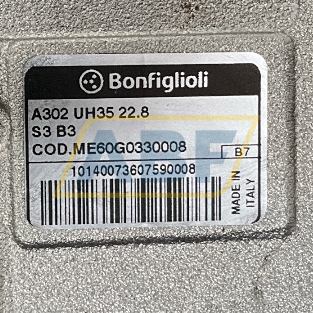 Bonfiglioli
A302 UH35 22.8
S3 B3
COD.ME60G0330008
B7
10140073607590008
MADE IN
ITALY